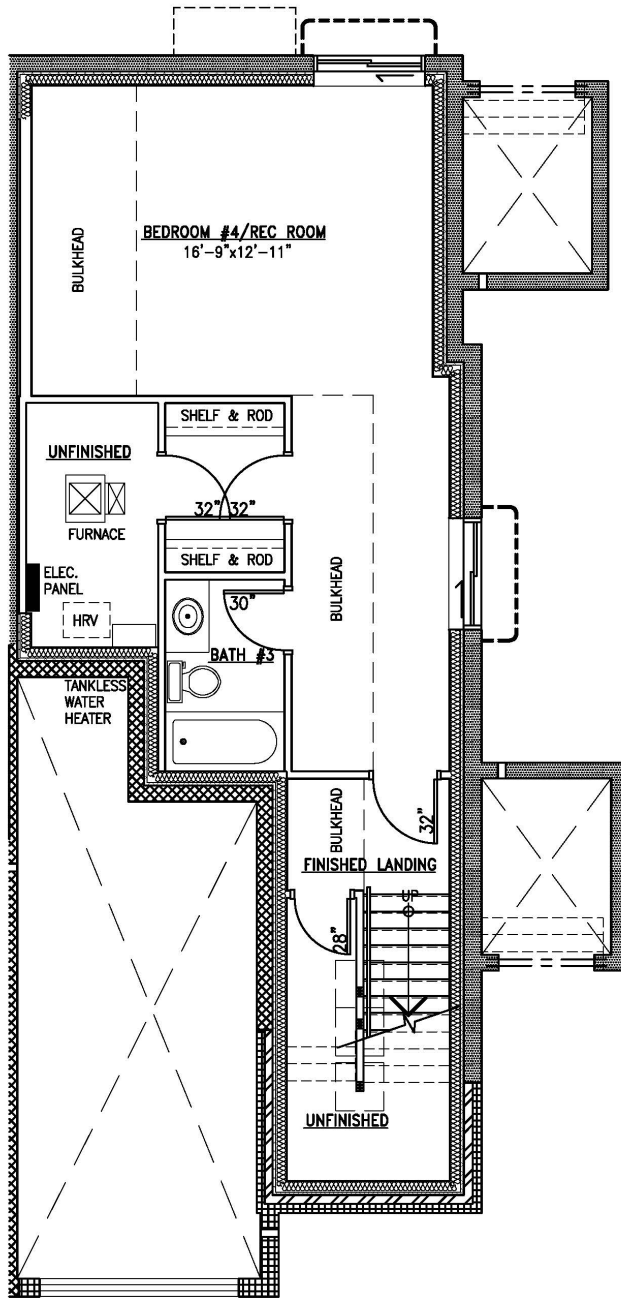 BEDROOM #4/REC ROOM
16'-9"x12'-11"
BULKHEAD
SHELF & ROD
UNFINISHED
32" 32"
FURNACE
BULKHEAD
SHELF & ROD
ELEC.
PANEL
30"
HRV
BATH #3
TANKLESS
WATER
HEATER
BULKHEAD
32"
FINISHED LANDING
UP
28"
UNFINISHED